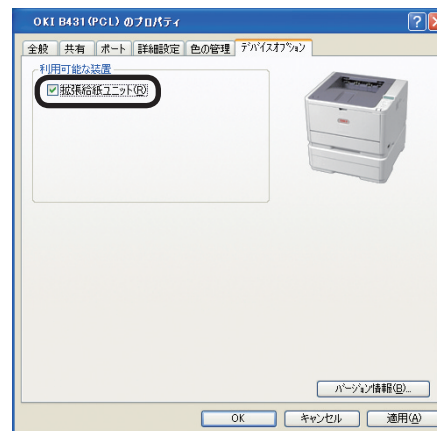 OKI B431(PCL) のプロパティ
全般 共有 ポート 詳細設定 色の管理 デバイスオプション
利用可能な装置
拡張給紙ユニット(R)
バージョン情報(B)...
OK キャンセル 適用(A)